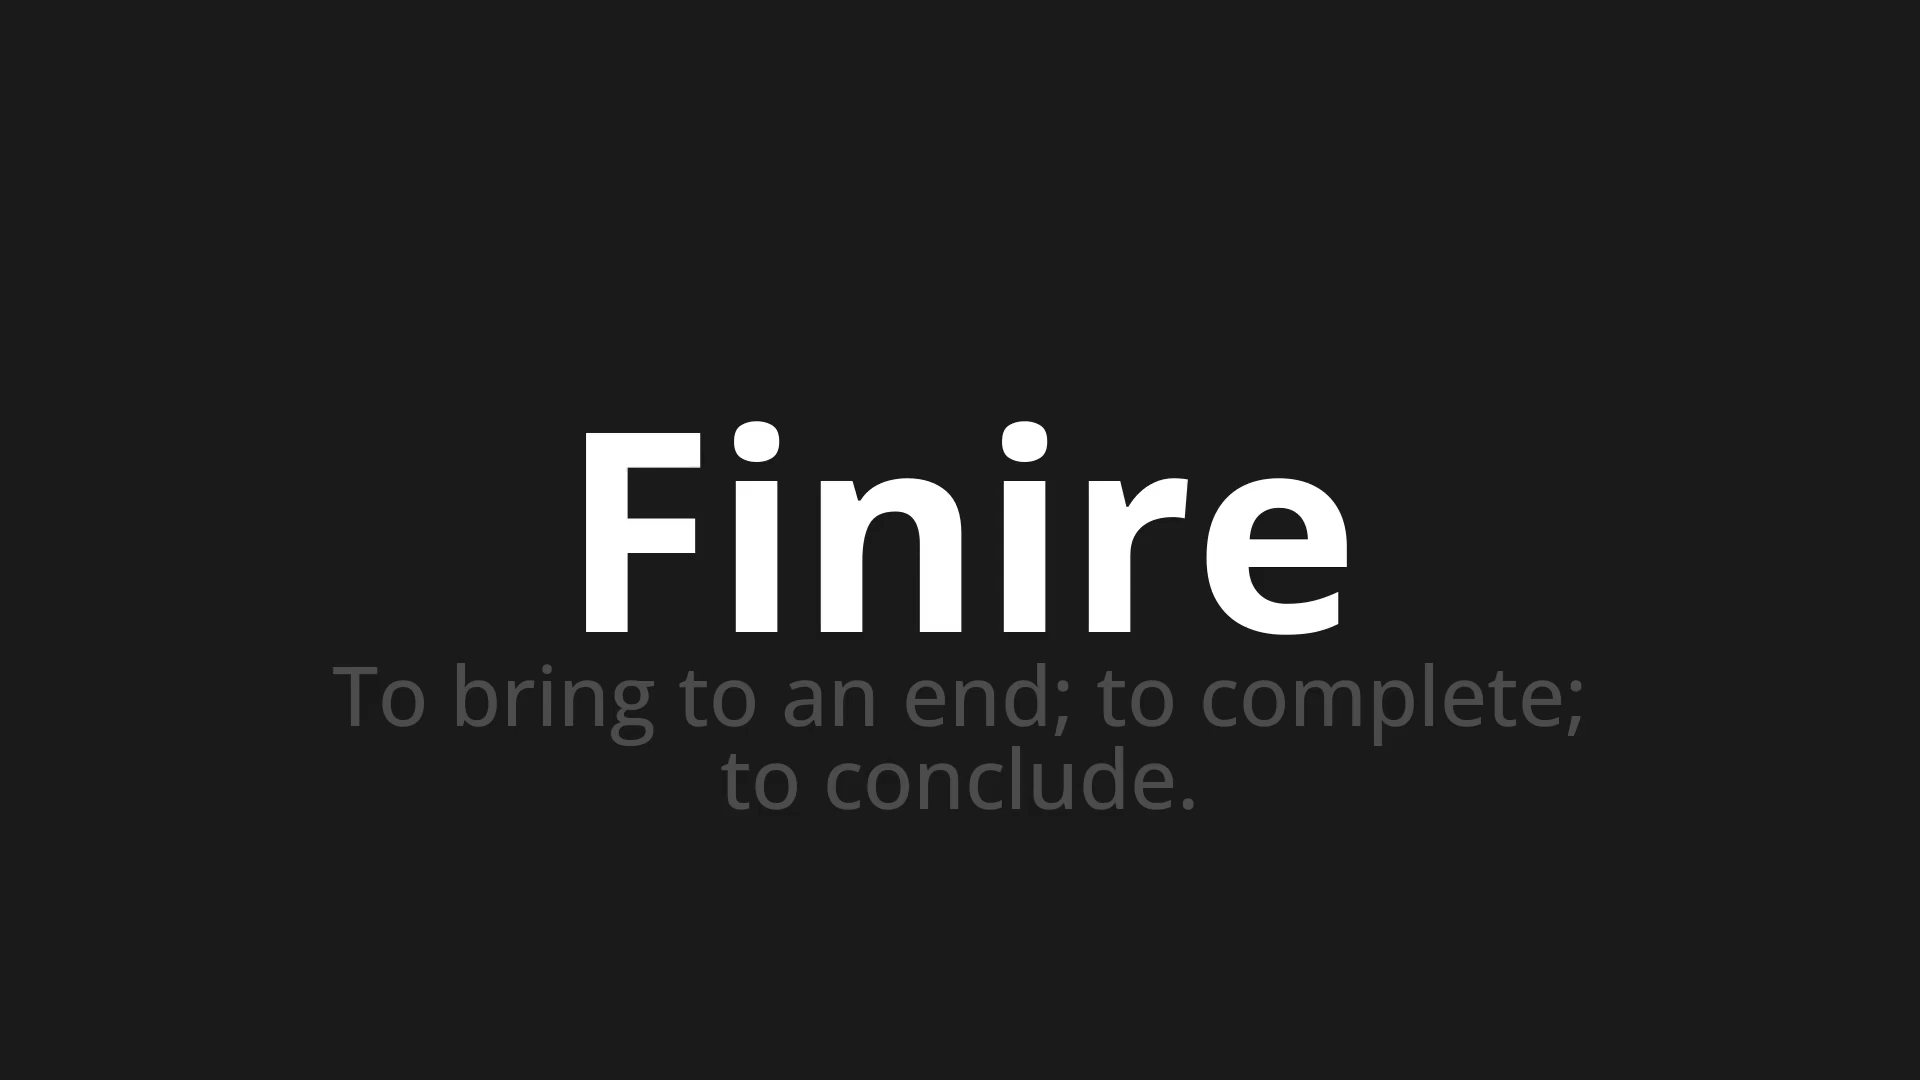 Finire
To bring to an end; to complete;
to conclude.